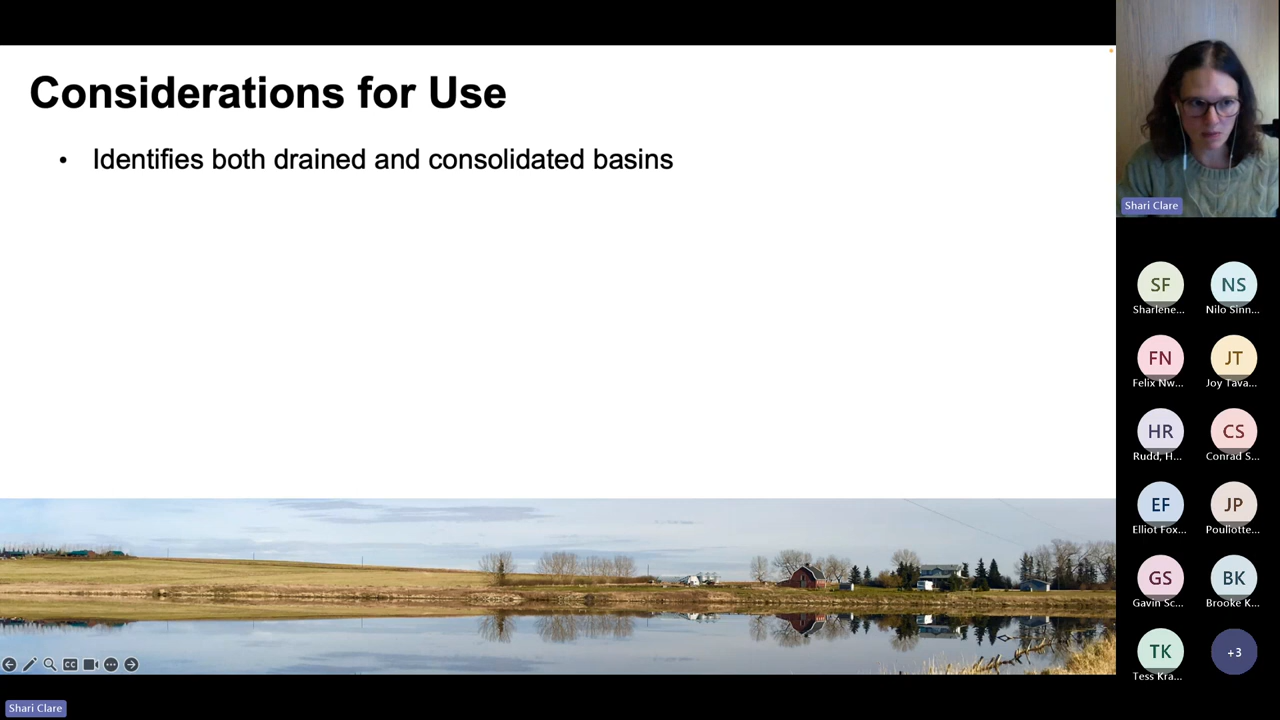 Considerations for Use
• Identifies both drained and consolidated basins
Shari Clare
SF
Sharlene...
NS
Nilo Sinn...
FN
Felix Nw...
JT
Joy Tava...
HR
Rudd, H...
CS
Conrad S...
EF
Elliot Fox...
JP
Pouliotte...
GS
Gavin Sc...
BK
Brooke K...
TK
Tess Kra...
+3
CC
Shari Clare